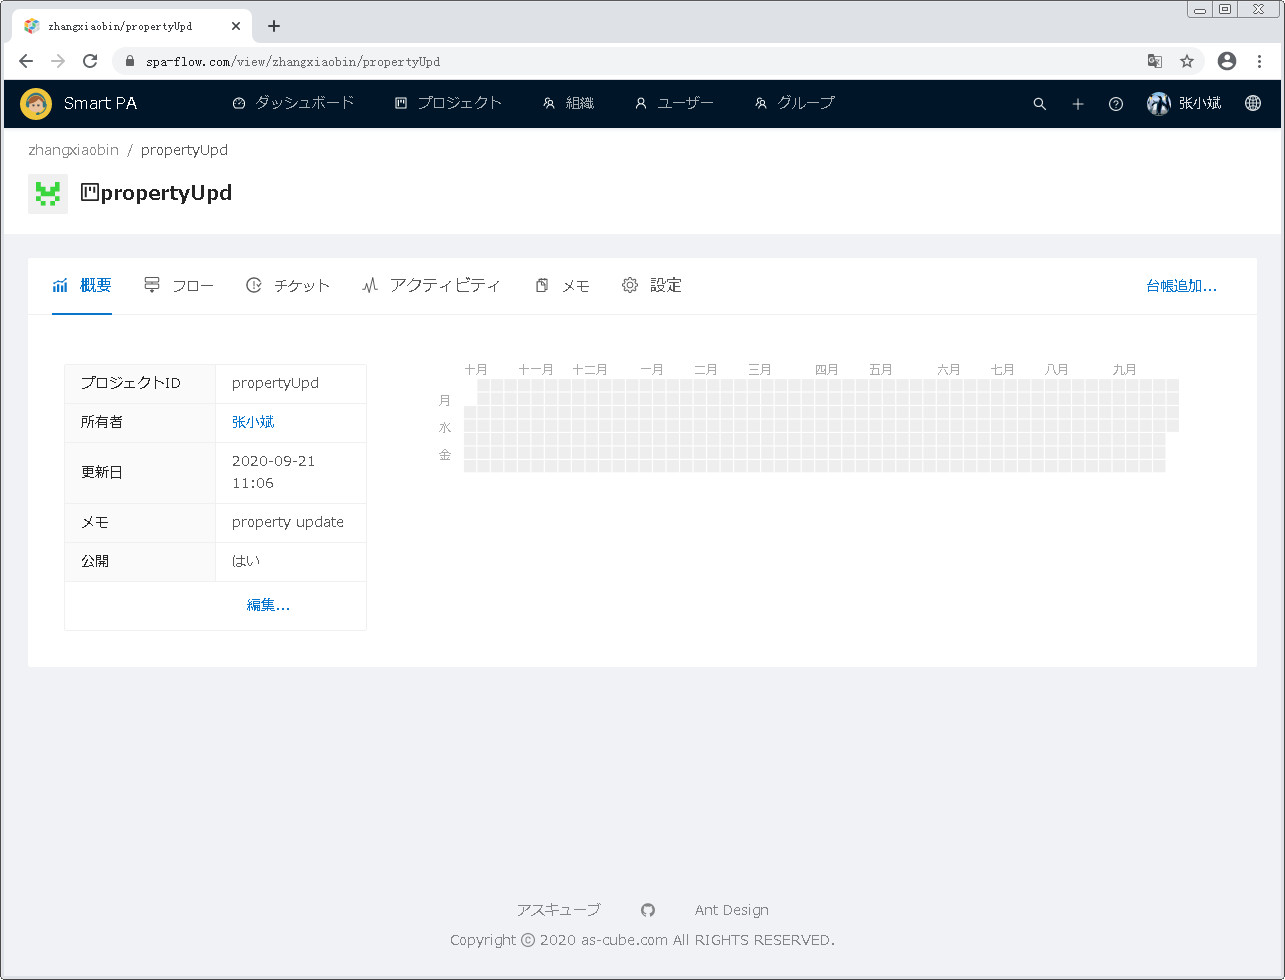 zhangxiaobin/propertyUpd
spa-flow.com/view/zhangxiaobin/propertyUpd
Smart PA ダッシュボード プロジェクト 組織 ユーザー グループ 张小斌
zhangxiaobin / propertyUpd
propertyUpd
概要 フロー チケット アクティビティ メモ 設定 台帳追加...
十月 十一月 十二月 一月 二月 三月 四月 五月 六月 七月 八月 九月
月
水
金
プロジェクトID propertyUpd
所有者 张小斌
更新日 2020-09-21
11:06
メモ property update
公開 はい
編集...
アスキューブ Ant Design
Copyright © 2020 as-cube.com All RIGHTS RESERVED.